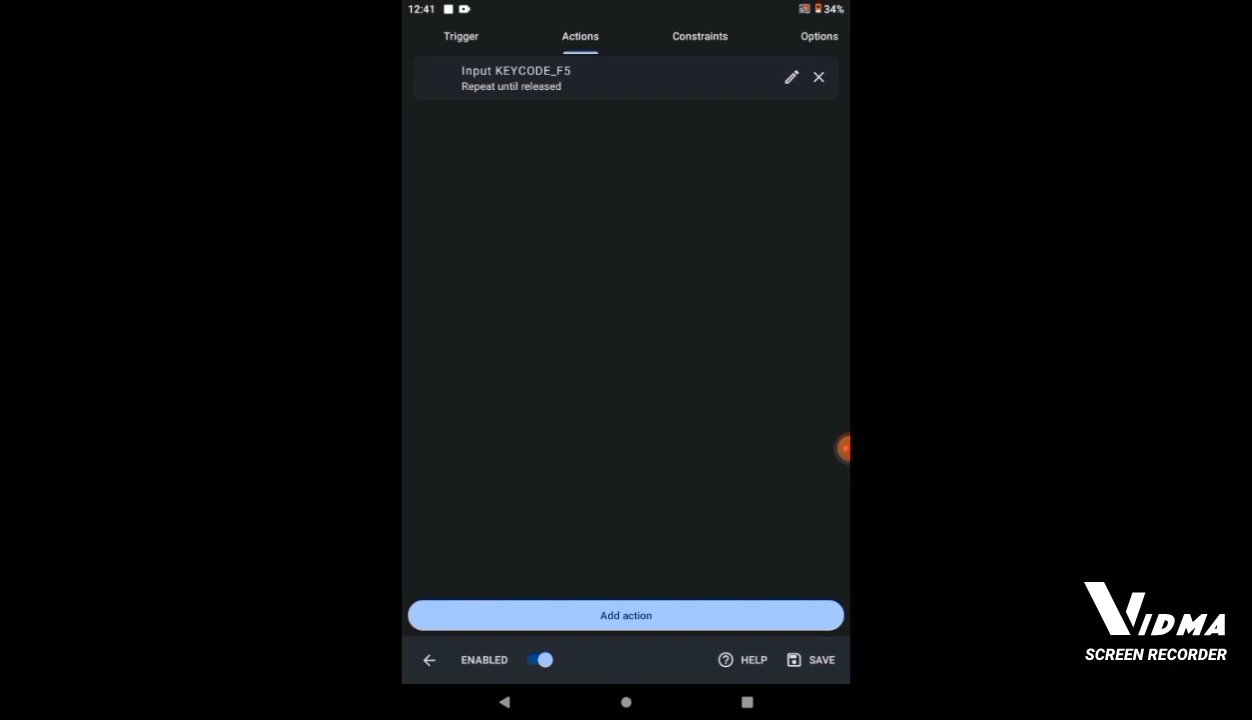 12:41 34%
Trigger Actions Constraints Options
Input KEYCODE_F5
Repeat until released
Add action
ENABLED HELP SAVE
VIDMA
SCREEN RECORDER